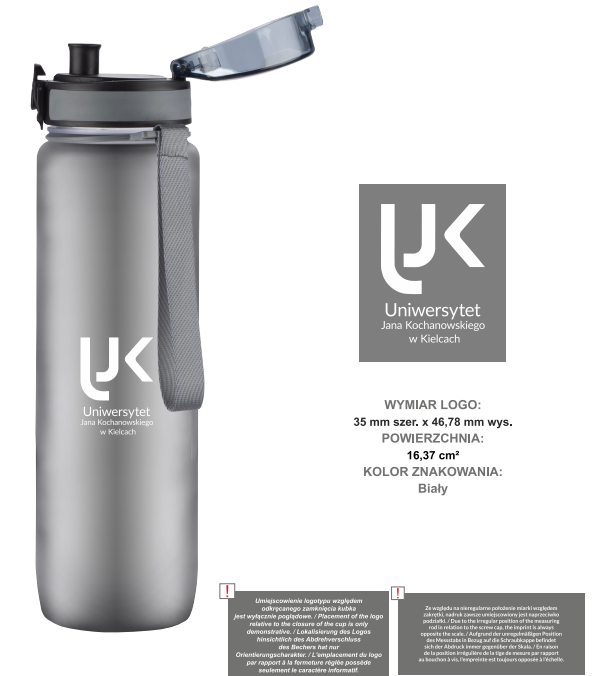 UK
Uniwersytet
Jana Kochanowskiego
w Kielcach
UK
Uniwersytet
Jana Kochanowskiego
w Kielcach
WYMIAR LOGO:
35 mm szer. x 46,78 mm wys.
POWIERZCHNIA:
16,37 cm²
KOLOR ZNAKOWANIA:
Biały
!
Umiejscowienie logotypu względem
odkręcanego zamknięcia kubka
jest wyłącznie poglądowe. / Placement of the logo
relative to the closure of the cup is only
demonstrative. / Lokalisierung des Logos
hinsichtlich des Abdrehverschluss
des Bechers hat nur
Orientierungscharakter. / L'emplacement du logo
par rapport à la fermeture réglée possède
seulement le caractère informatif.
!
Ze względu na nieregularne położenie miarki względem
zakrętki, nadruk zawsze umiejscowiony jest naprzeciwko
podziałki. / Due to the irregular position of the measuring
rod in relation to the screw cap, the imprint is always
opposite the scale. / Aufgrund der unregelmäßigen Position
des Messstabs in Bezug auf die Schraubkappe befindet
sich der Abdruck immer gegenüber der Skala. / En raison
de la position irrégulière de la tige de mesure par rapport
au bouchon à vis, l'empreinte est toujours opposée à l'échelle.